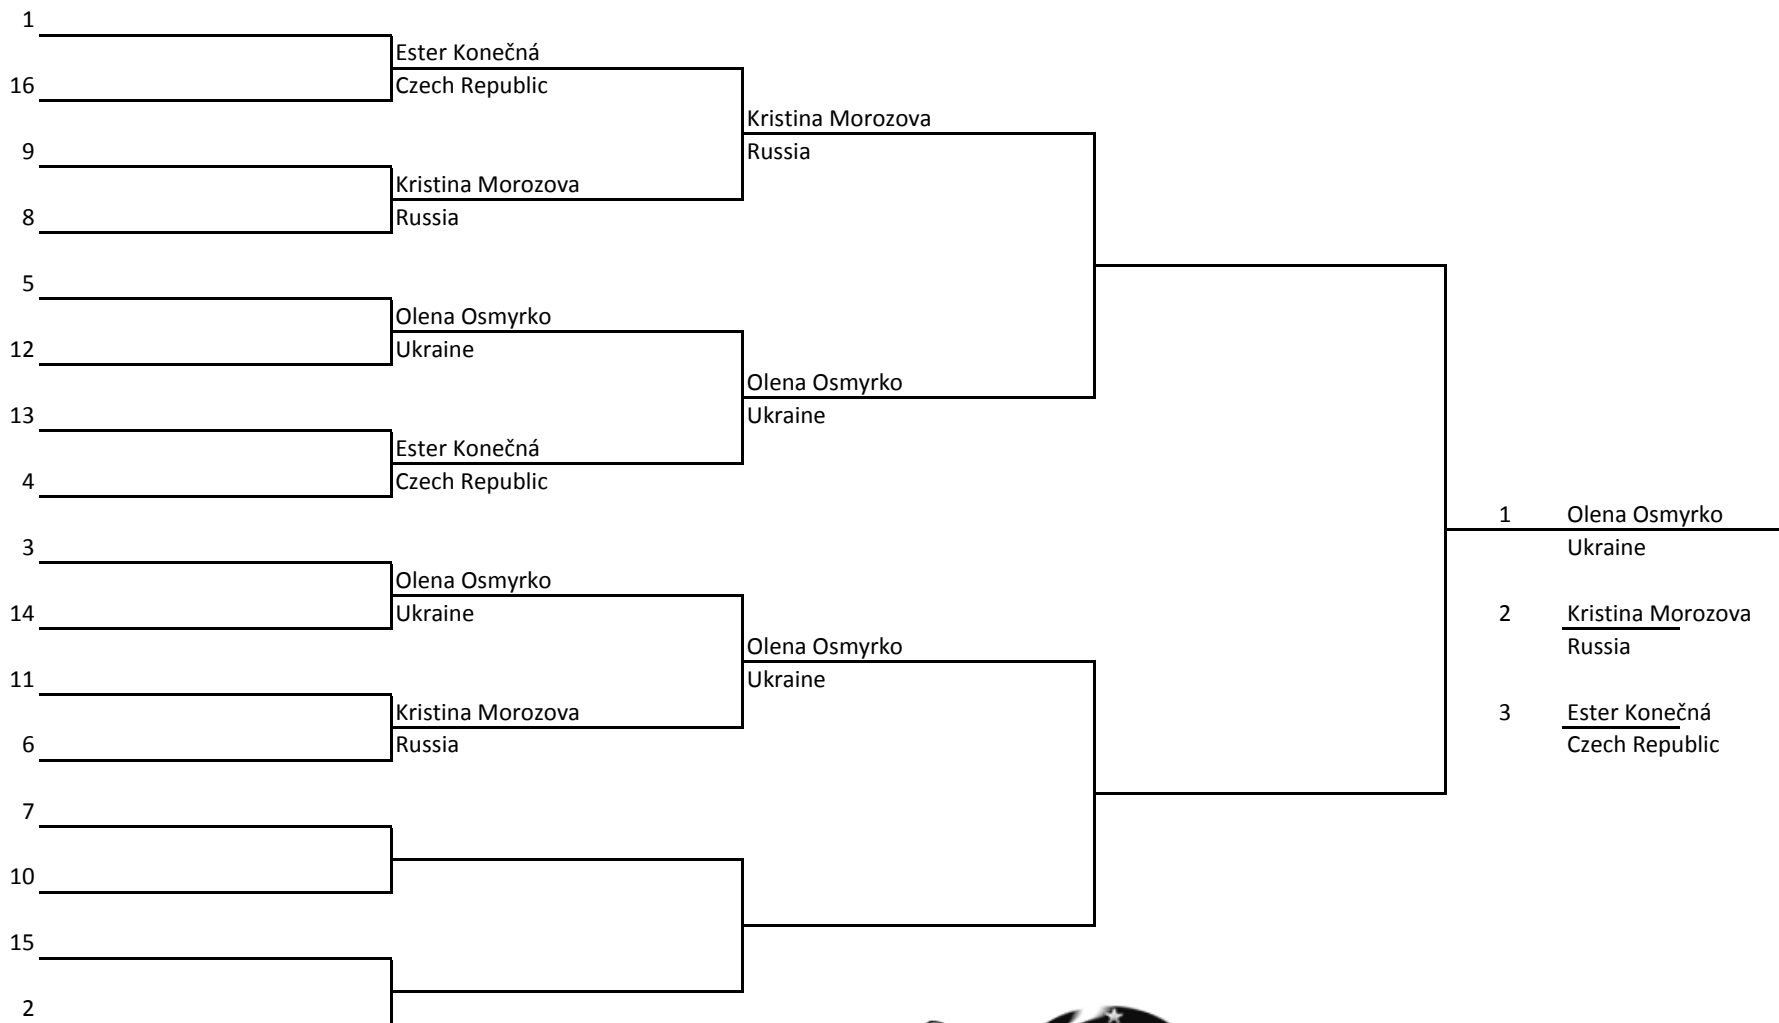 1
Ester Konečná
16
Czech Republic
Kristina Morozova
9
Russia
Kristina Morozova
8
Russia
5
Olena Osmyrko
12
Ukraine
Olena Osmyrko
13
Ukraine
Ester Konečná
4
Czech Republic
1 Olena Osmyrko
3
Ukraine
Olena Osmyrko
14
Ukraine
2 Kristina Morozova
Olena Osmyrko
Russia
11
Ukraine
Kristina Morozova
3 Ester Konečná
6
Russia
Czech Republic
7
10
15
2